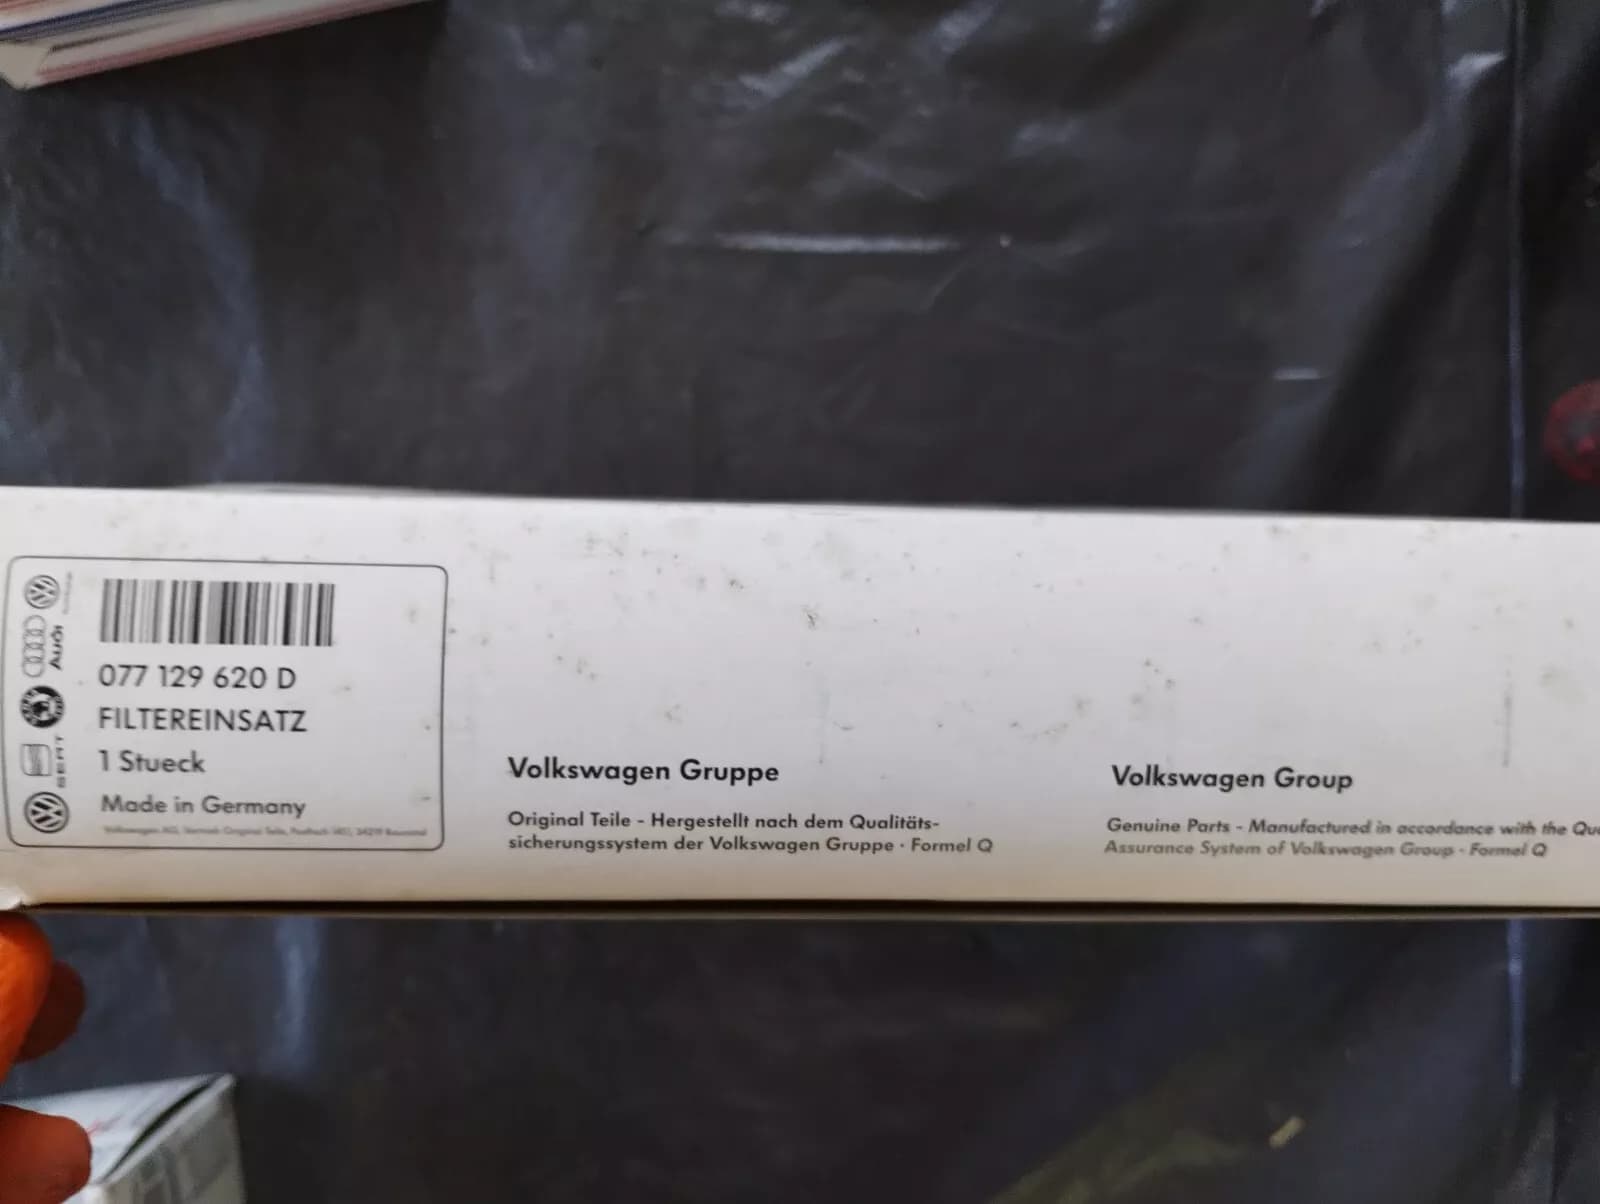 Audi
SEAT
077 129 620 D
FILTEREINSATZ
1 Stueck
Made in Germany
Volkswagen Gruppe
Original Teile - Hergestellt nach dem Qualitäts-
sicherungssystem der Volkswagen Gruppe · Formel Q
Volkswagen Group
Genuine Parts - Manufactured in accordance with the Qua
Assurance System of Volkswagen Group - Formel Q